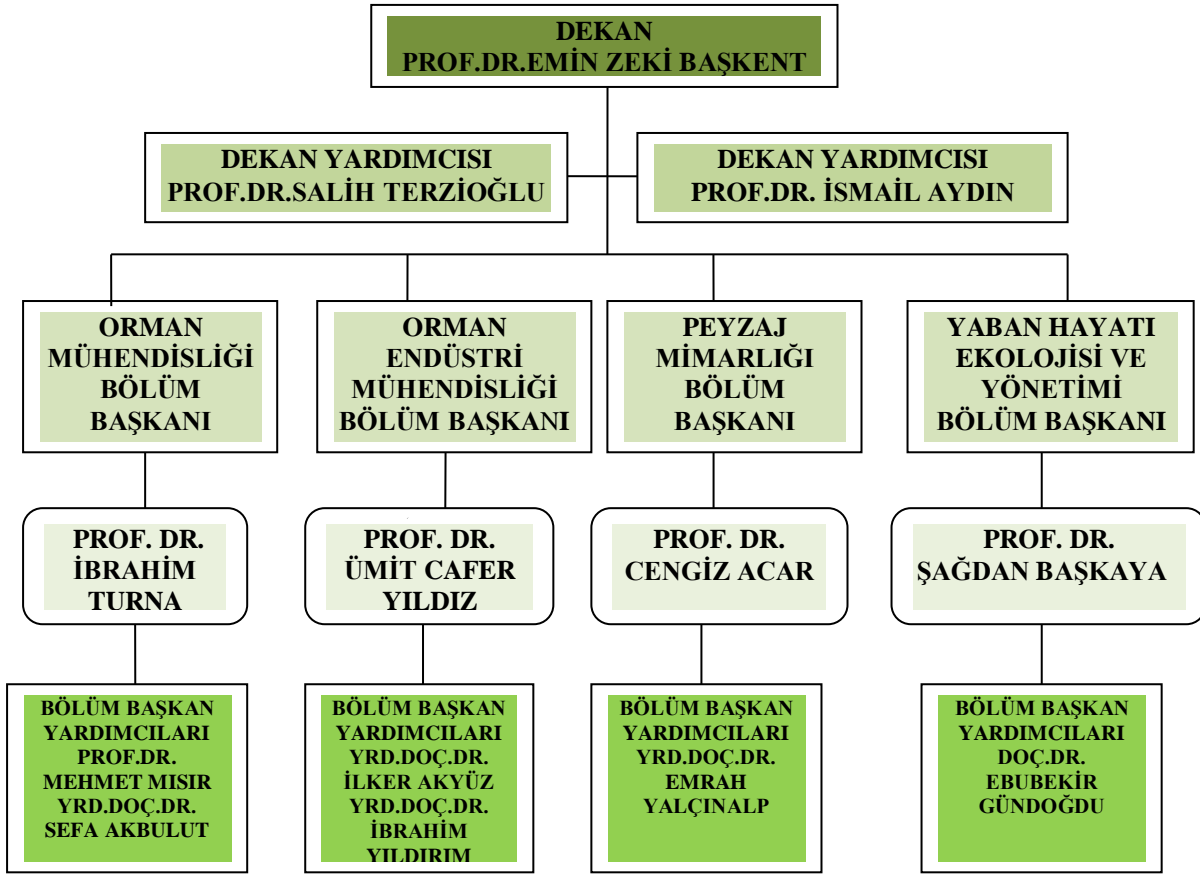 DEKAN
PROF.DR.EMİN ZEKİ BAŞKENT
DEKAN YARDIMCISI
PROF.DR.SALİH TERZİOĞLU
DEKAN YARDIMCISI
PROF.DR. İSMAİL AYDIN
ORMAN
MÜHENDİSLİĞİ
BÖLÜM
BAŞKANI
ORMAN
ENDÜSTRİ
MÜHENDİSLİĞİ
BÖLÜM BAŞKANI
PEYZAJ
MİMARLIĞI
BÖLÜM
BAŞKANI
YABAN HAYATI
EKOLOJİSİ VE
YÖNETİMİ
BÖLÜM BAŞKANI
PROF. DR.
İBRAHİM
TURNA
PROF. DR.
ÜMİT CAFER
YILDIZ
PROF. DR.
CENGİZ ACAR
PROF. DR.
ŞAĞDAN BAŞKAYA
BÖLÜM BAŞKAN
YARDIMCILARI
PROF.DR.
MEHMET MISIR
YRD.DOÇ.DR.
SEFA AKBULUT
BÖLÜM BAŞKAN
YARDIMCILARI
YRD.DOÇ.DR.
İLKER AKYÜZ
YRD.DOÇ.DR.
İBRAHİM
YILDIRIM
BÖLÜM BAŞKAN
YARDIMCILARI
YRD.DOÇ.DR.
EMRAH
YALÇINALP
BÖLÜM BAŞKAN
YARDIMCILARI
DOÇ.DR.
EBUBEKİR
GÜNDOĞDU